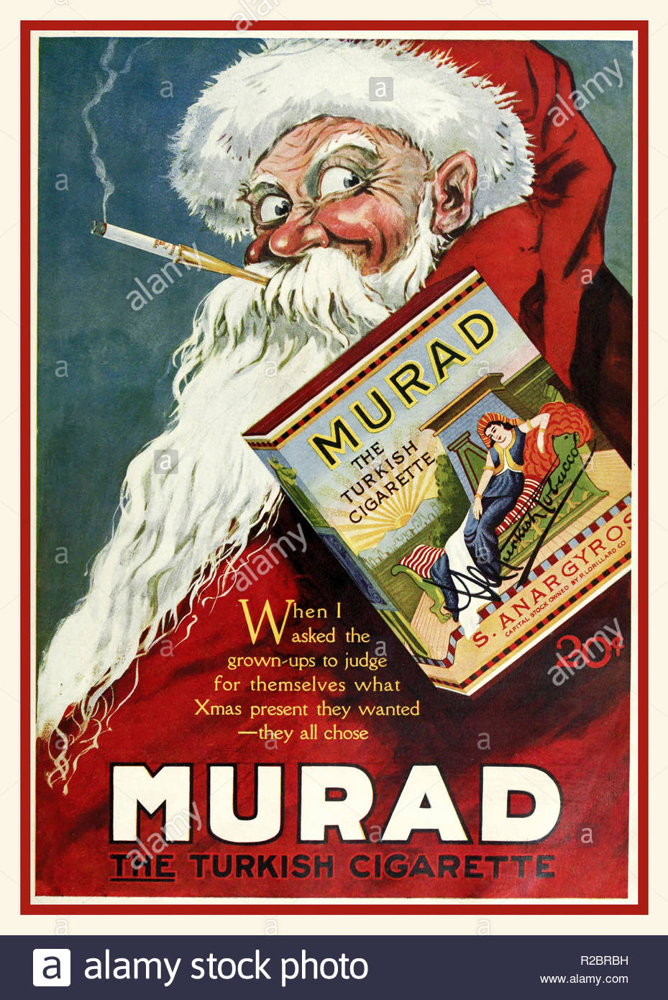 MURAD
THE
TURKISH
CIGARETTE
Turkish Tobacco
S. ANARGYROS
CAPITAL STOCK OWNED BY P. LORILLARD CO
20¢
When I
asked the
grown-ups to judge
for themselves what
Xmas present they wanted
—they all chose
MURAD
THE TURKISH CIGARETTE
alamy
a
alamy stock photo
R2BRBH
www.alamy.com